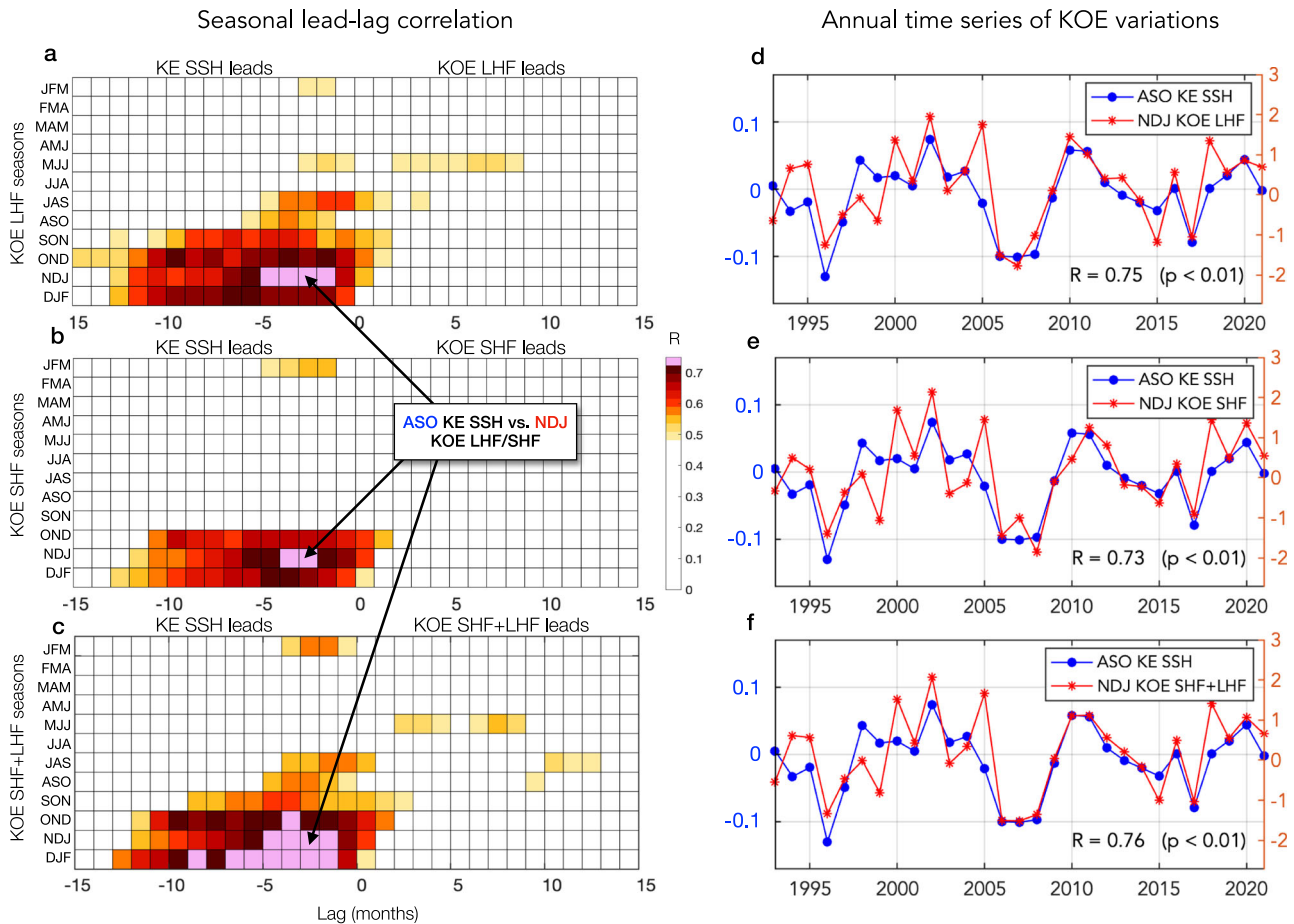 Seasonal lead-lag correlation
Annual time series of KOE variations
a
KE SSH leads
KOE LHF leads
KOE LHF seasons
JFM
FMA
MAM
AMJ
MJJ
JJA
JAS
ASO
SON
OND
NDJ
DJF
15
-10
-5
0
5
10
15
b
KE SSH leads
KOE SHF leads
KOE SHF seasons
JFM
FMA
MAM
AMJ
MJJ
JJA
JAS
ASO
SON
OND
NDJ
DJF
-15
-10
-5
0
5
10
15
R
0.7
0.6
0.5
0.4
0.3
0.2
0.1
0
ASO KE SSH vs. NDJ
KOE LHF/SHF
c
KE SSH leads
KOE SHF+LHF leads
KOE SHF+LHF seasons
JFM
FMA
MAM
AMJ
MJJ
JJA
JAS
ASO
SON
OND
NDJ
DJF
-15
-10
-5
0
5
10
15
Lag (months)
d
ASO KE SSH
NDJ KOE LHF
0.1
0
-0.1
3
2
1
0
-1
-2
R = 0.75 (p < 0.01)
1995 2000 2005 2010 2015 2020
e
ASO KE SSH
NDJ KOE SHF
0.1
0
-0.1
3
2
1
0
-1
-2
R = 0.73 (p < 0.01)
1995 2000 2005 2010 2015 2020
f
ASO KE SSH
NDJ KOE SHF+LHF
0.1
0
-0.1
3
2
1
0
-1
-2
R = 0.76 (p < 0.01)
1995 2000 2005 2010 2015 2020